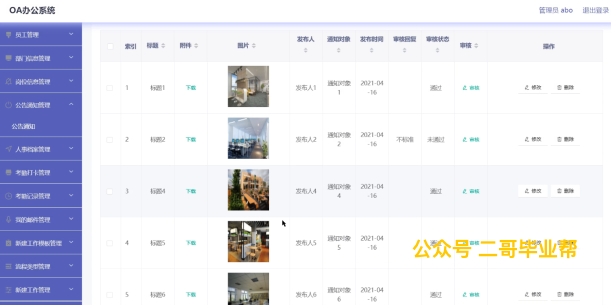 OA办公系统
管理员 abo 退出登录
员工管理
部门信息管理
岗位信息管理
公告通知管理
公告通知
人事档案管理
考勤打卡管理
考勤记录管理
我的邮件管理
新建工作模板管理
流程类型管理
新建工作管理
索引 标题 附件 图片 发布人 通知对象 发布时间 审核回复 审核状态 审核 操作
1 标题1 下载 发布人1 通知对象1 2021-04-16 通过 审核 修改 删除
2 标题2 下载 发布人2 通知对象2 2021-04-16 不标准 未通过 审核 修改 删除
3 标题4 下载 发布人4 通知对象4 2021-04-16 通过 审核 修改 删除
4 标题5 下载 发布人5 通知对象5 2021-04-16
5 标题6 下载 发布人6 通知对象6 2021-04-16 通过 审核 修改 删除
公众号 二哥毕业帮